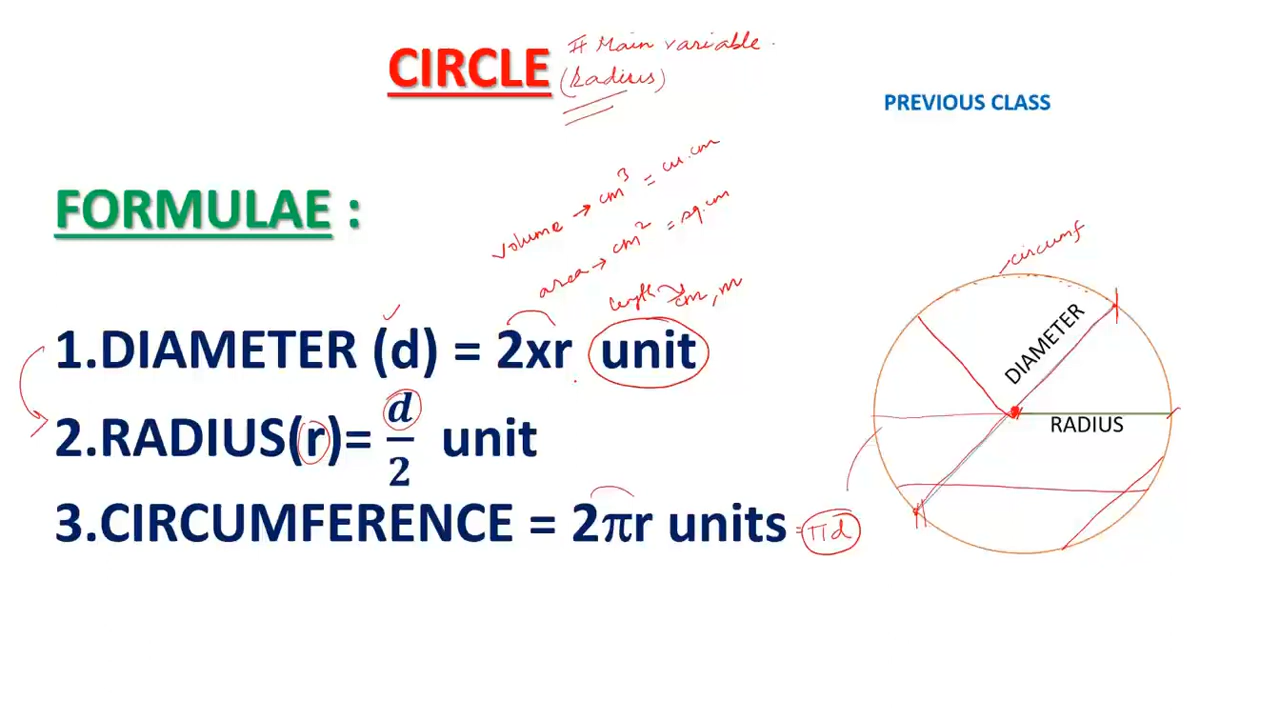 CIRCLE
# Main variable.
(Radius)
PREVIOUS CLASS
FORMULAE :
volume → cm³ = cu.cm
area → cm² = sq.cm
length → cm, m
1.DIAMETER (d) = 2xr unit
2.RADIUS(r)= d/2 unit
3.CIRCUMFERENCE = 2πr units = πd
circumf
DIAMETER
RADIUS